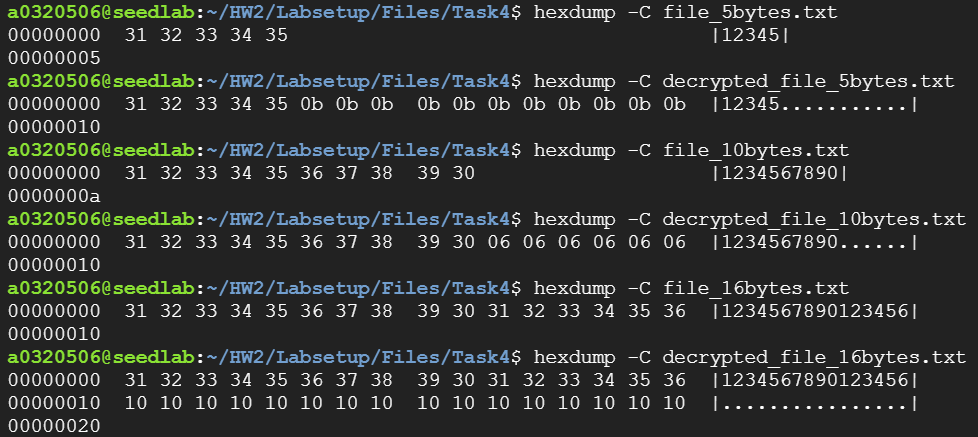 a0320506@seedlab:~/HW2/Labsetup/Files/Task4$ hexdump -C file_5bytes.txt
00000000  31 32 33 34 35                                    |12345|
00000005
a0320506@seedlab:~/HW2/Labsetup/Files/Task4$ hexdump -C decrypted_file_5bytes.txt
00000000  31 32 33 34 35 0b 0b 0b  0b 0b 0b 0b 0b 0b 0b 0b  |12345...........|
00000010
a0320506@seedlab:~/HW2/Labsetup/Files/Task4$ hexdump -C file_10bytes.txt
00000000  31 32 33 34 35 36 37 38  39 30                    |1234567890|
0000000a
a0320506@seedlab:~/HW2/Labsetup/Files/Task4$ hexdump -C decrypted_file_10bytes.txt
00000000  31 32 33 34 35 36 37 38  39 30 06 06 06 06 06 06  |1234567890......|
00000010
a0320506@seedlab:~/HW2/Labsetup/Files/Task4$ hexdump -C file_16bytes.txt
00000000  31 32 33 34 35 36 37 38  39 30 31 32 33 34 35 36  |1234567890123456|
00000010
a0320506@seedlab:~/HW2/Labsetup/Files/Task4$ hexdump -C decrypted_file_16bytes.txt
00000000  31 32 33 34 35 36 37 38  39 30 31 32 33 34 35 36  |1234567890123456|
00000010  10 10 10 10 10 10 10 10  10 10 10 10 10 10 10 10  |................|
00000020